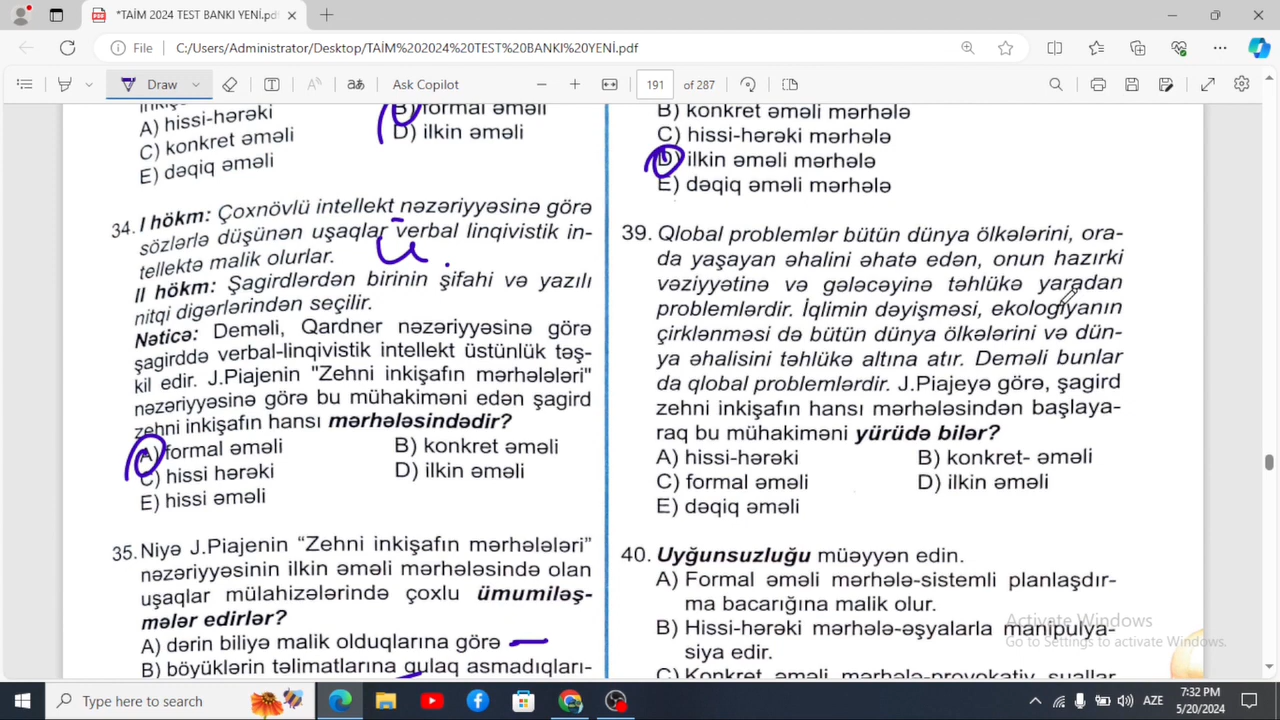 *TAİM 2024 TEST BANKI YENİ.pdf
File
C:/Users/Administrator/Desktop/TAİM%202024%20TEST%20BANKI%20YENİ.pdf
Draw
Ask Copilot
191
of 287
A) hissi-hərəki
B) formal əməli
C) konkret əməli
D) ilkin əməli
E) dəqiq əməli
34. I hökm: Çoxnövlü intellekt nəzəriyyəsinə görə
sözlərlə düşünən uşaqlar verbal linqivistik in-
tellektə malik olurlar.
Ü.
II hökm: Şagirdlərdən birinin şifahi və yazılı
nitqi digərlərindən seçilir.
Nəticə: Deməli, Qardner nəzəriyyəsinə görə
şagirddə verbal-linqivistik intellekt üstünlük təş-
kil edir. J.Piajenin "Zehni inkişafın mərhələləri"
nəzəriyyəsinə görə bu mühakiməni edən şagird
zehni inkişafın hansı mərhələsindədir?
A) formal əməli
B) konkret əməli
C) hissi hərəki
D) ilkin əməli
E) hissi əməli
35. Niyə J.Piajenin “Zehni inkişafın mərhələləri”
nəzəriyyəsinin ilkin əməli mərhələsində olan
uşaqlar mülahizələrində çoxlu ümumiləş-
mələr edirlər?
A) dərin biliyə malik olduqlarına görə
B) böyüklərin təlimatlarına qulaq asmadıqları-
B) konkret əməli mərhələ
C) hissi-hərəki mərhələ
D) ilkin əməli mərhələ
E) dəqiq əməli mərhələ
39. Qlobal problemlər bütün dünya ölkələrini, ora-
da yaşayan əhalini əhatə edən, onun hazırki
vəziyyətinə və gələcəyinə təhlükə yaradan
problemlərdir. İqlimin dəyişməsi, ekologiyanın
çirklənməsi də bütün dünya ölkələrini və dün-
ya əhalisini təhlükə altına atır. Deməli bunlar
da qlobal problemlərdir. J.Piajeyə görə, şagird
zehni inkişafın hansı mərhələsindən başlaya-
raq bu mühakiməni yürüdə bilər?
A) hissi-hərəki
B) konkret- əməli
C) formal əməli
D) ilkin əməli
E) dəqiq əməli
40. Uyğunsuzluğu müəyyən edin.
A) Formal əməli mərhələ-sistemli planlaşdır-
ma bacarığına malik olur.
B) Hissi-hərəki mərhələ-əşyalarla manipulya-
siya edir.
C) Konkret əməli mərhələ-provokativ suallar
Activate Windows
Go to Settings to activate Windows.
Type here to search
AZE
7:32 PM
5/20/2024